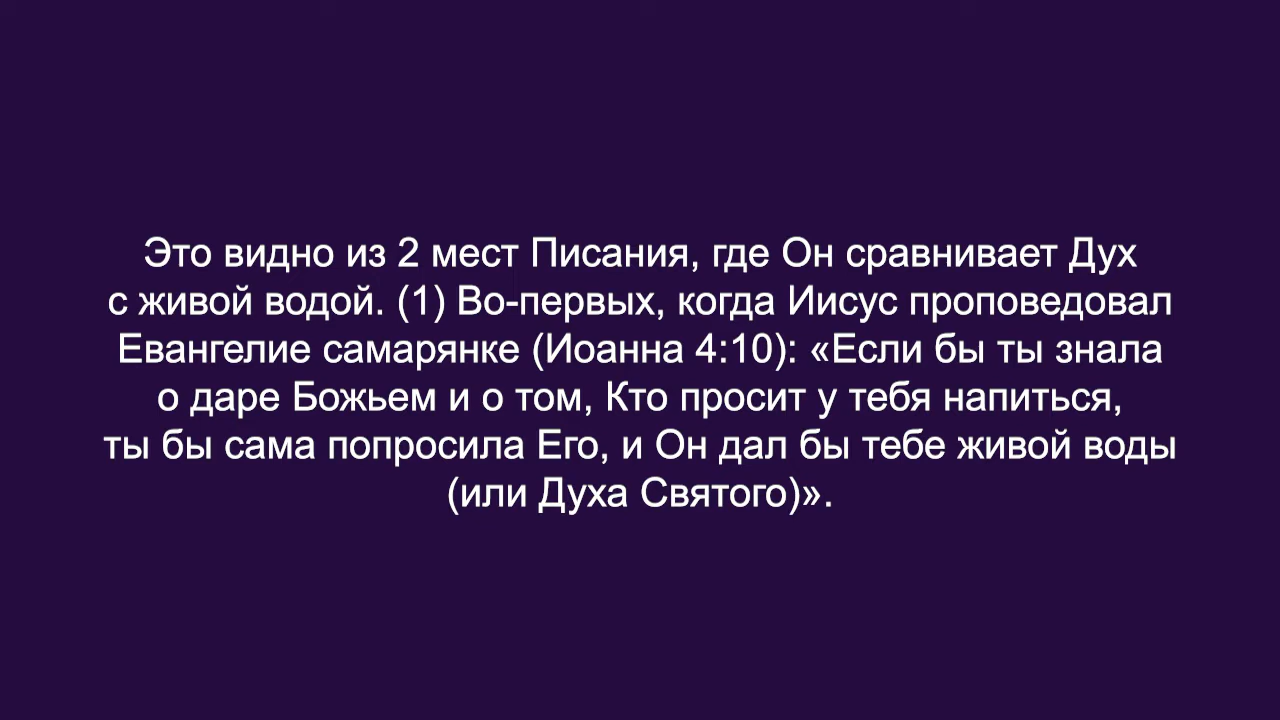 Это видно из 2 мест Писания, где Он сравнивает Дух
с живой водой. (1) Во-первых, когда Иисус проповедовал
Евангелие самарянке (Иоанна 4:10): «Если бы ты знала
о даре Божьем и о том, Кто просит у тебя напиться,
ты бы сама попросила Его, и Он дал бы тебе живой воды
(или Духа Святого)».